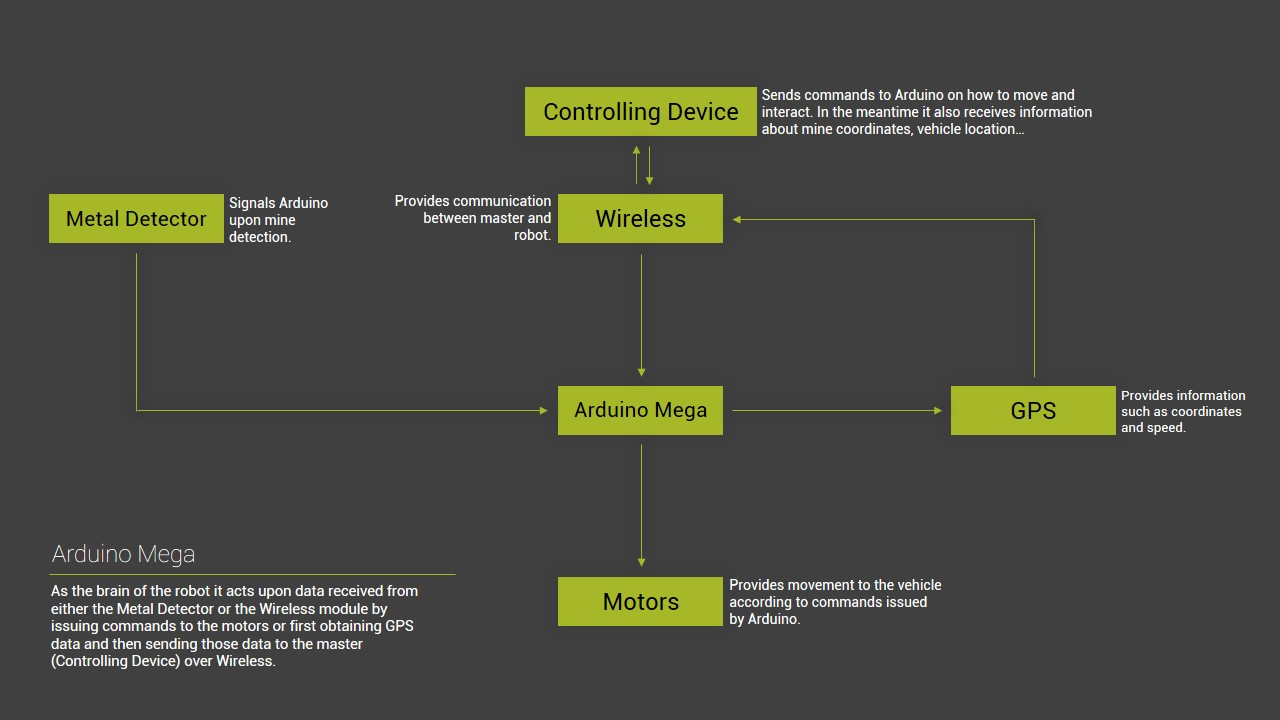 Controlling Device
Sends commands to Arduino on how to move and
interact. In the meantime it also receives information
about mine coordinates, vehicle location...
Metal Detector
Signals Arduino
upon mine
detection.
Provides communication
between master and
robot.
Wireless
Arduino Mega
GPS
Provides information
such as coordinates
and speed.
Arduino Mega
As the brain of the robot it acts upon data received from
either the Metal Detector or the Wireless module by
issuing commands to the motors or first obtaining GPS
data and then sending those data to the master
(Controlling Device) over Wireless.
Motors
Provides movement to the vehicle
according to commands issued
by Arduino.